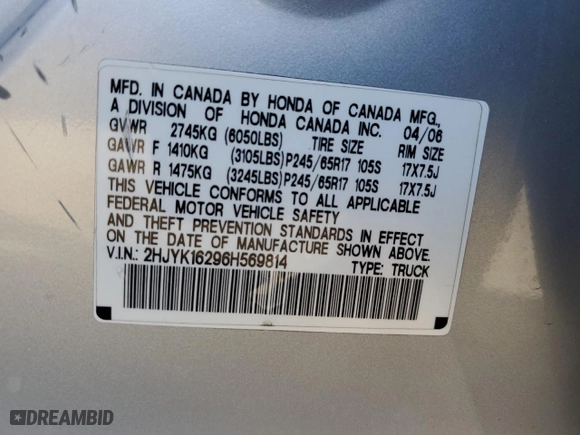 MFD. IN CANADA BY HONDA OF CANADA MFG.,
A DIVISION OF HONDA CANADA INC. 04/06
GVWR 2745KG (6050LBS) TIRE SIZE RIM SIZE
GAWR F 1410KG (3105LBS) P245/65R17 105S 17X7.5J
GAWR R 1475KG (3245LBS) P245/65R17 105S 17X7.5J
THIS VEHICLE CONFORMS TO ALL APPLICABLE
FEDERAL MOTOR VEHICLE SAFETY
AND THEFT PREVENTION STANDARDS IN EFFECT
ON THE DATE OF MANUFACTURE SHOWN ABOVE.
V.I.N.: 2HJYK16296H569814 TYPE: TRUCK
DREAMBID